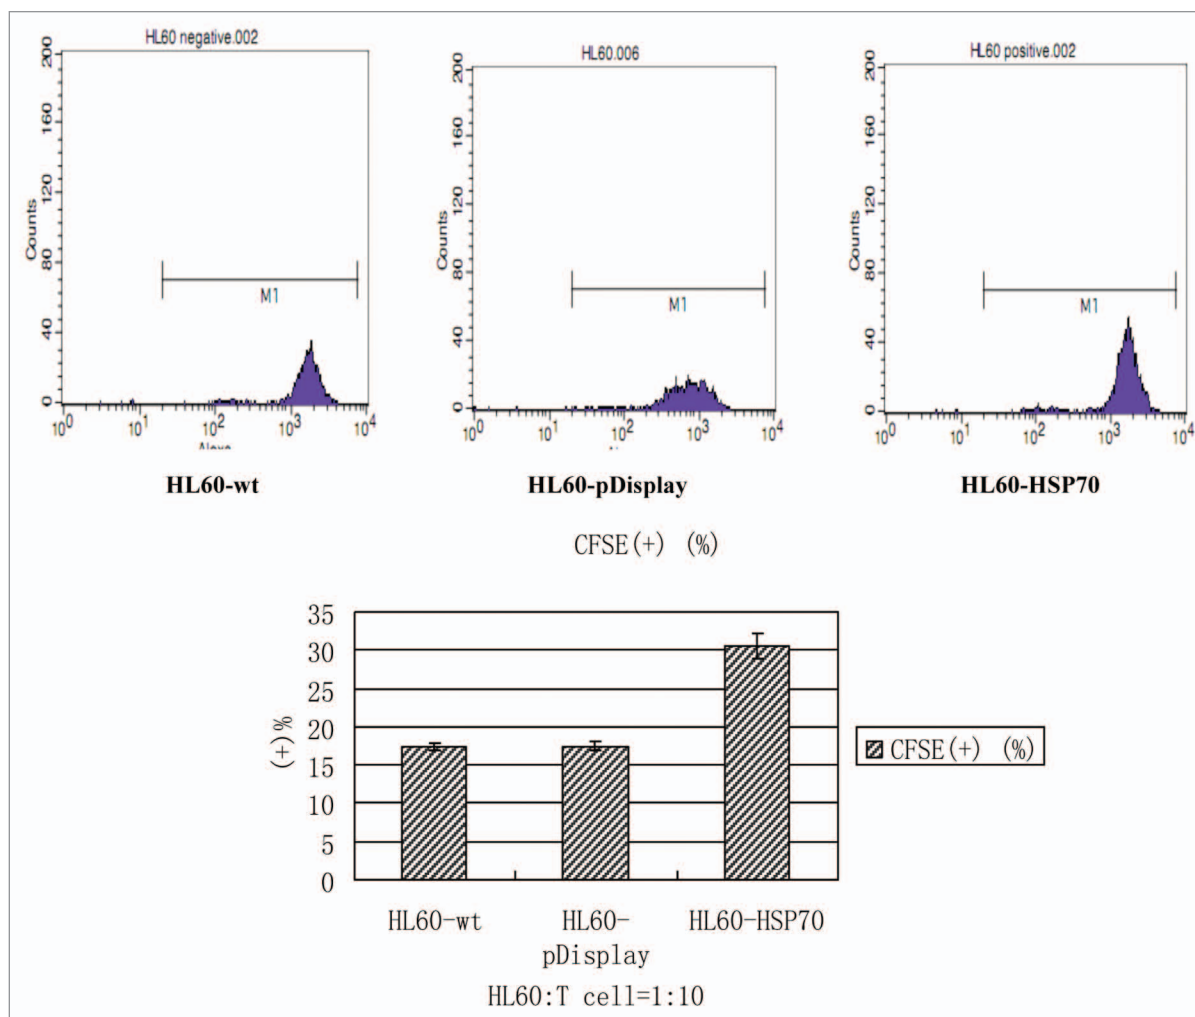 HL60 negative.002
200
160
120
80
40
0
Counts
M1
10^0 10^1 10^2 10^3 10^4
HL60-wt
HL60.006
200
160
120
80
40
0
Counts
M1
10^0 10^1 10^2 10^3 10^4
HL60-pDisplay
HL60 positive.002
200
160
120
80
40
0
Counts
M1
10^0 10^1 10^2 10^3 10^4
HL60-HSP70
CFSE(+) (%)
35
30
25
20
15
10
5
0
(+)%
HL60-wt
HL60-
pDisplay
HL60-HSP70
HL60:T cell=1:10
CFSE(+) (%)